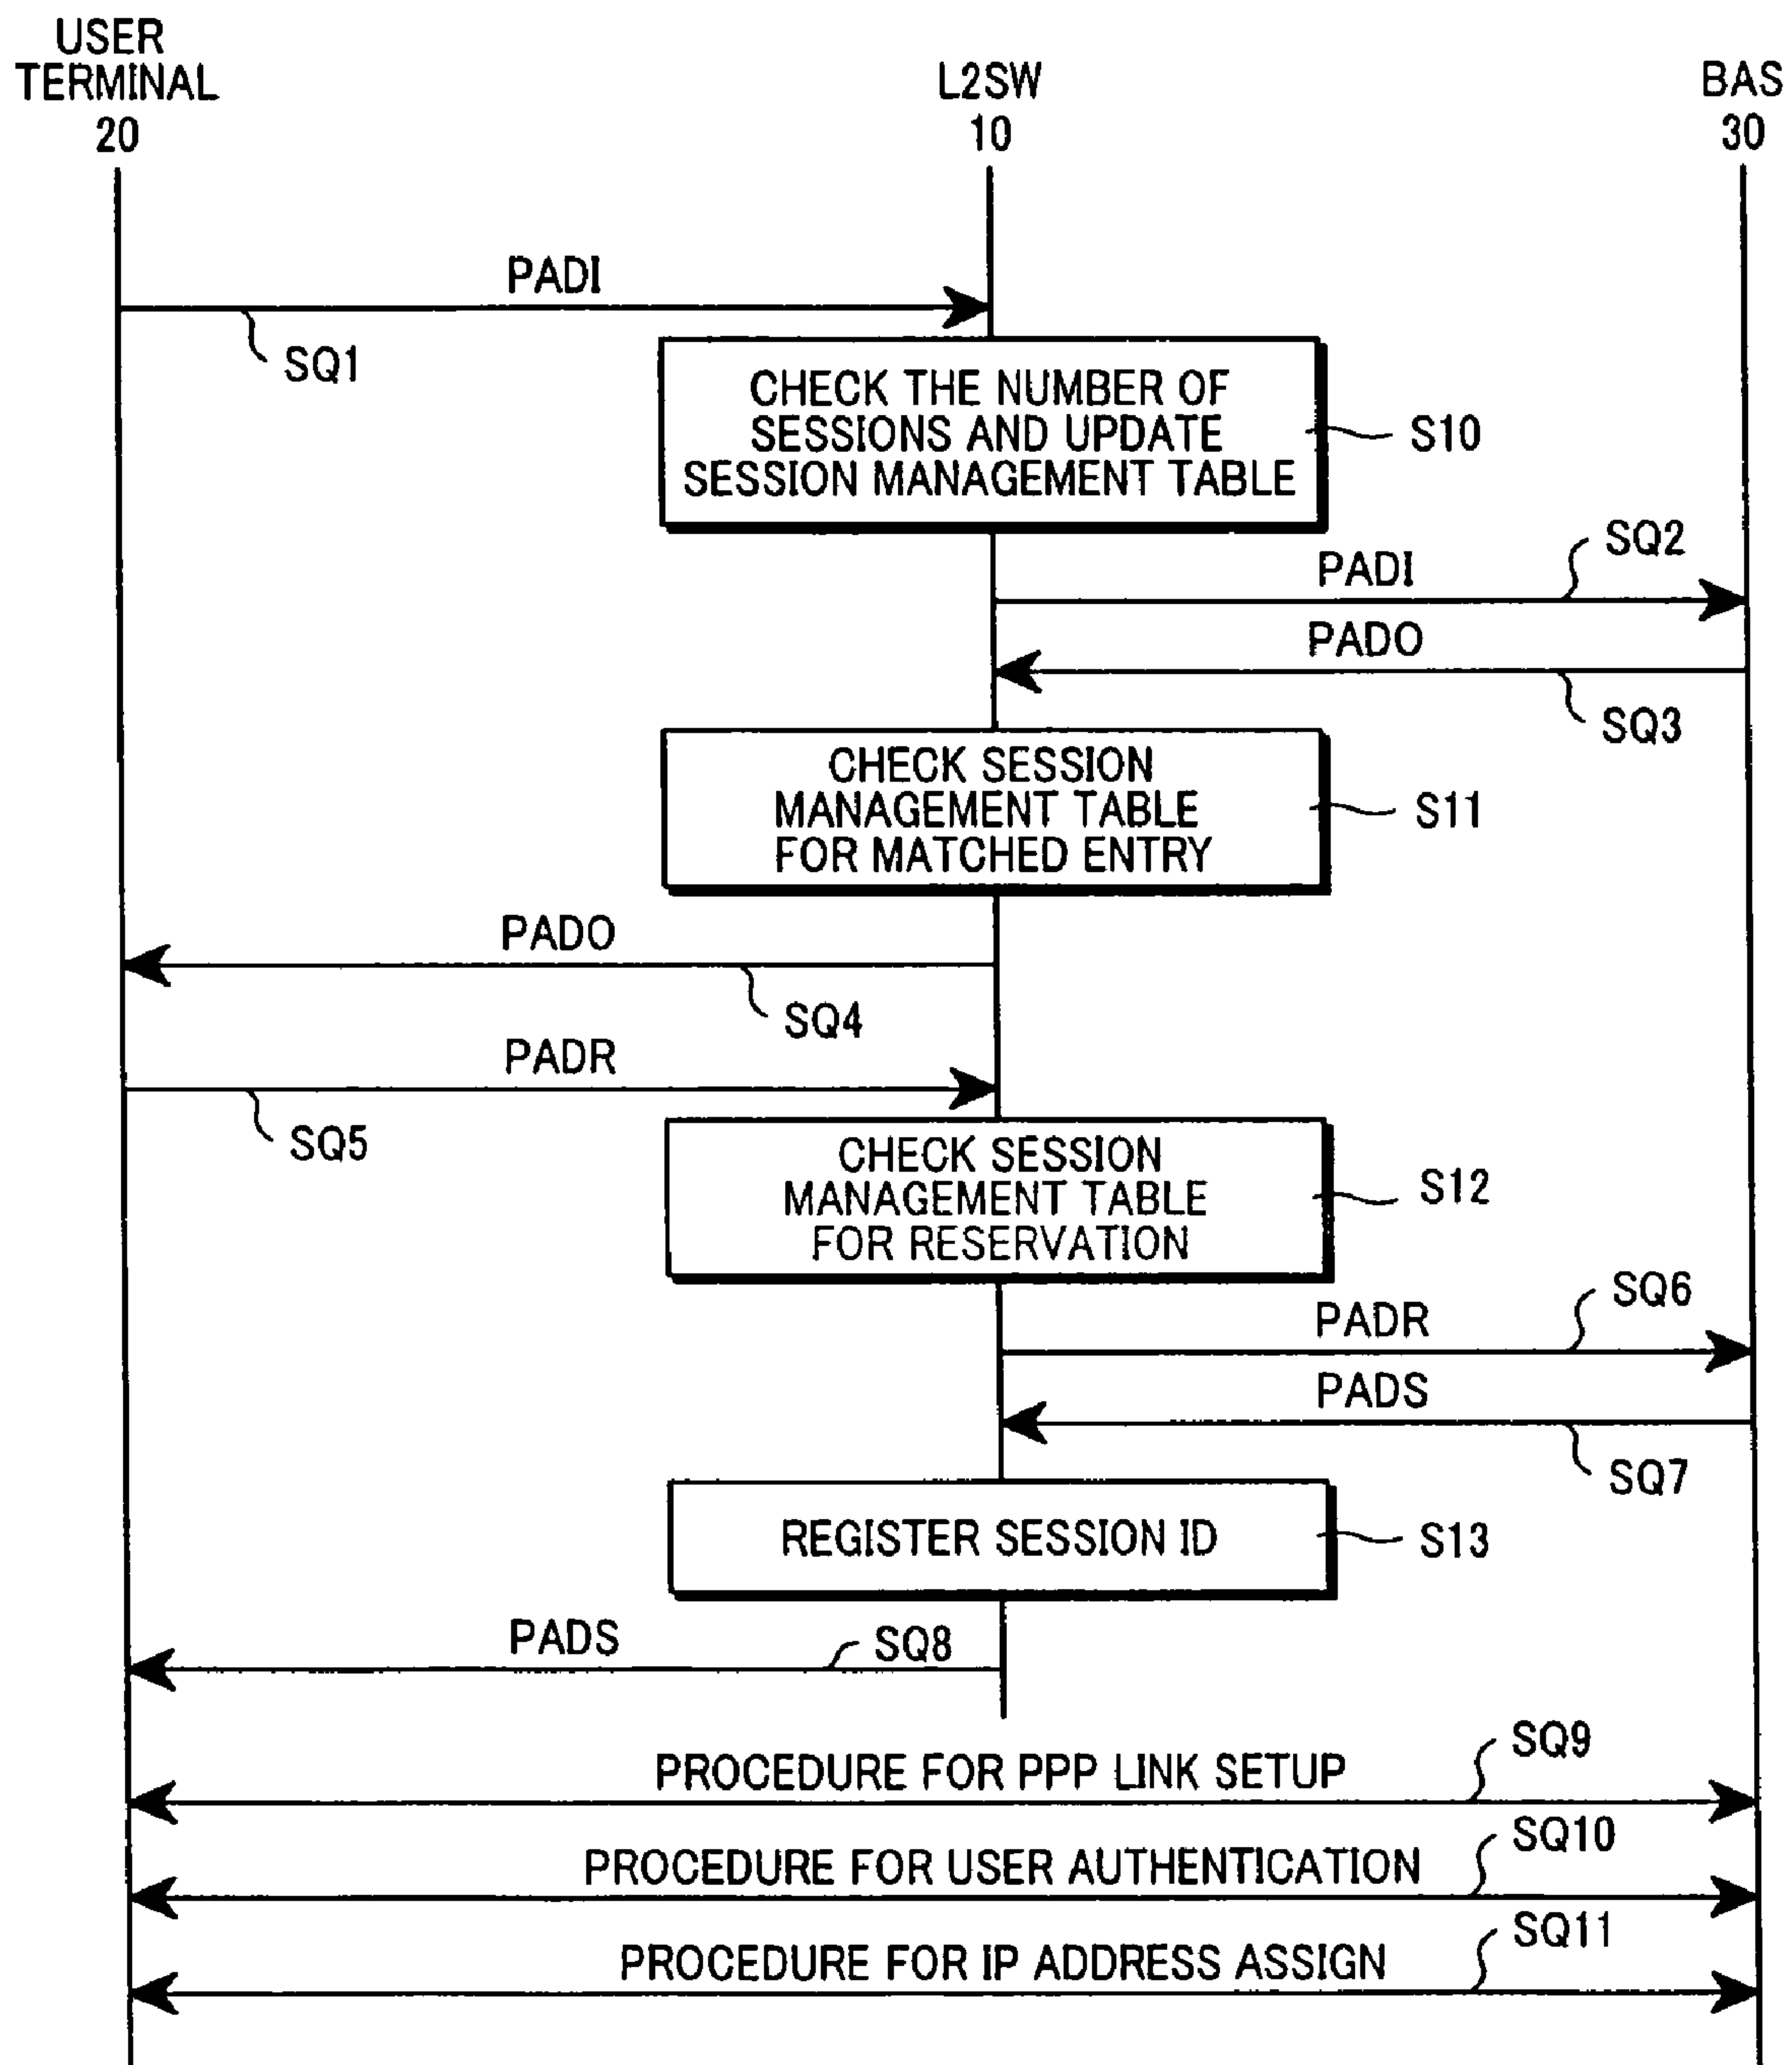 USER
TERMINAL
20
L2SW
10
BAS
30
PADI
SQ1
CHECK THE NUMBER OF
SESSIONS AND UPDATE
SESSION MANAGEMENT TABLE
S10
SQ2
PADI
PADO
SQ3
CHECK SESSION
MANAGEMENT TABLE
FOR MATCHED ENTRY
S11
PADO
SQ4
PADR
SQ5
CHECK SESSION
MANAGEMENT TABLE
FOR RESERVATION
S12
SQ6
PADR
PADS
SQ7
REGISTER SESSION ID
S13
PADS
SQ8
SQ9
PROCEDURE FOR PPP LINK SETUP
SQ10
PROCEDURE FOR USER AUTHENTICATION
SQ11
PROCEDURE FOR IP ADDRESS ASSIGN